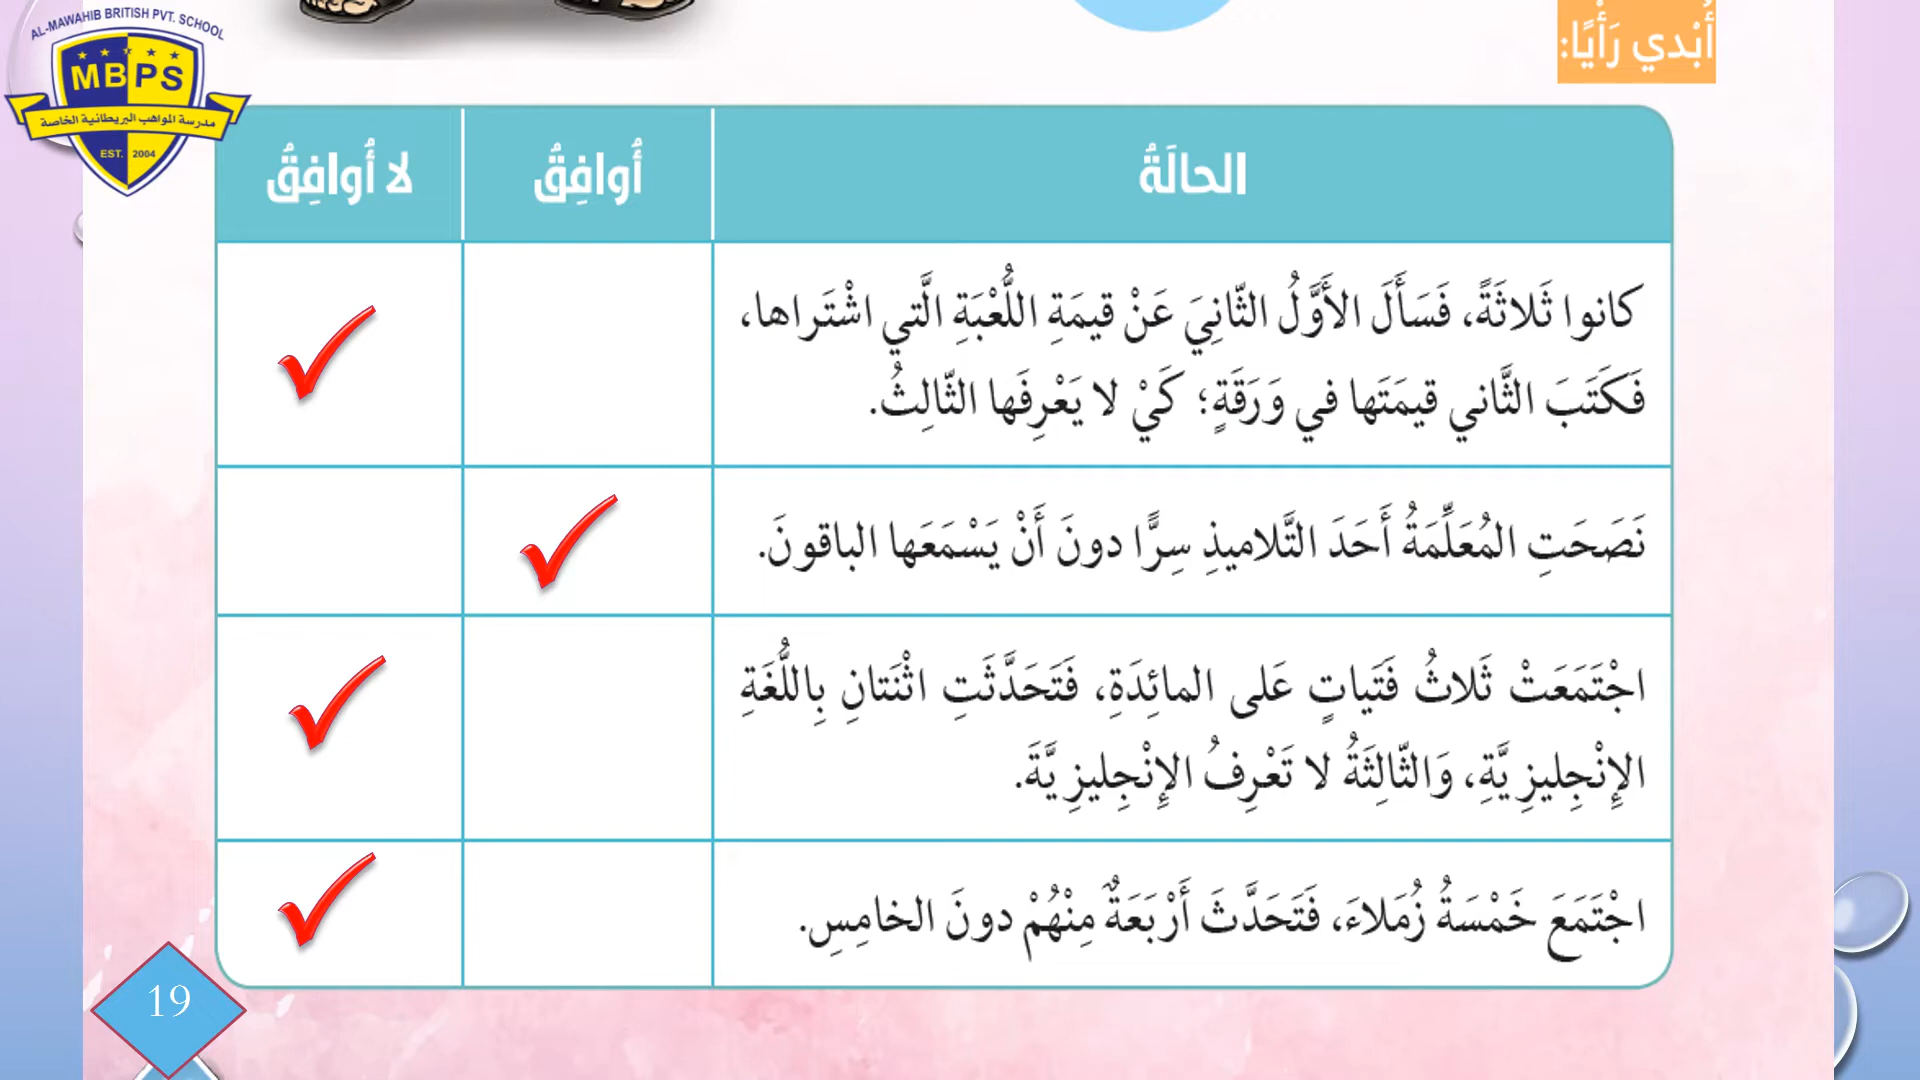 AL-MAWAHIB BRITISH PVT. SCHOOL
MBPS
مدرسة المواهب البريطانية الخاصة
EST. 2004
أُبْدي رَأْيًا:
الحالَةُ
أُوافِقُ
لا أُوافِقُ
كانوا ثَلاثَةً، فَسَأَلَ الأَوَّلُ الثّانِيَ عَنْ قيمَةِ اللُّعْبَةِ الَّتي اشْتَراها،
فَكَتَبَ الثَّاني قيمَتَها في وَرَقَةٍ؛ كَيْ لا يَعْرِفَها الثّالِثُ.
نَصَحَتِ المُعَلِّمَةُ أَحَدَ التَّلاميذِ سِرًّا دونَ أَنْ يَسْمَعَها الباقونَ.
اجْتَمَعَتْ ثَلاثُ فَتَياتٍ عَلى المائِدَةِ، فَتَحَدَّثَتِ اثْنَتانِ بِاللُّغَةِ
الإِنْجِليزِيَّةِ، وَالثّالِثَةُ لا تَعْرِفُ الإِنْجِليزِيَّةَ.
اجْتَمَعَ خَمْسَةُ زُمَلاءَ، فَتَحَدَّثَ أَرْبَعَةٌ مِنْهُمْ دونَ الخامِسِ.
19